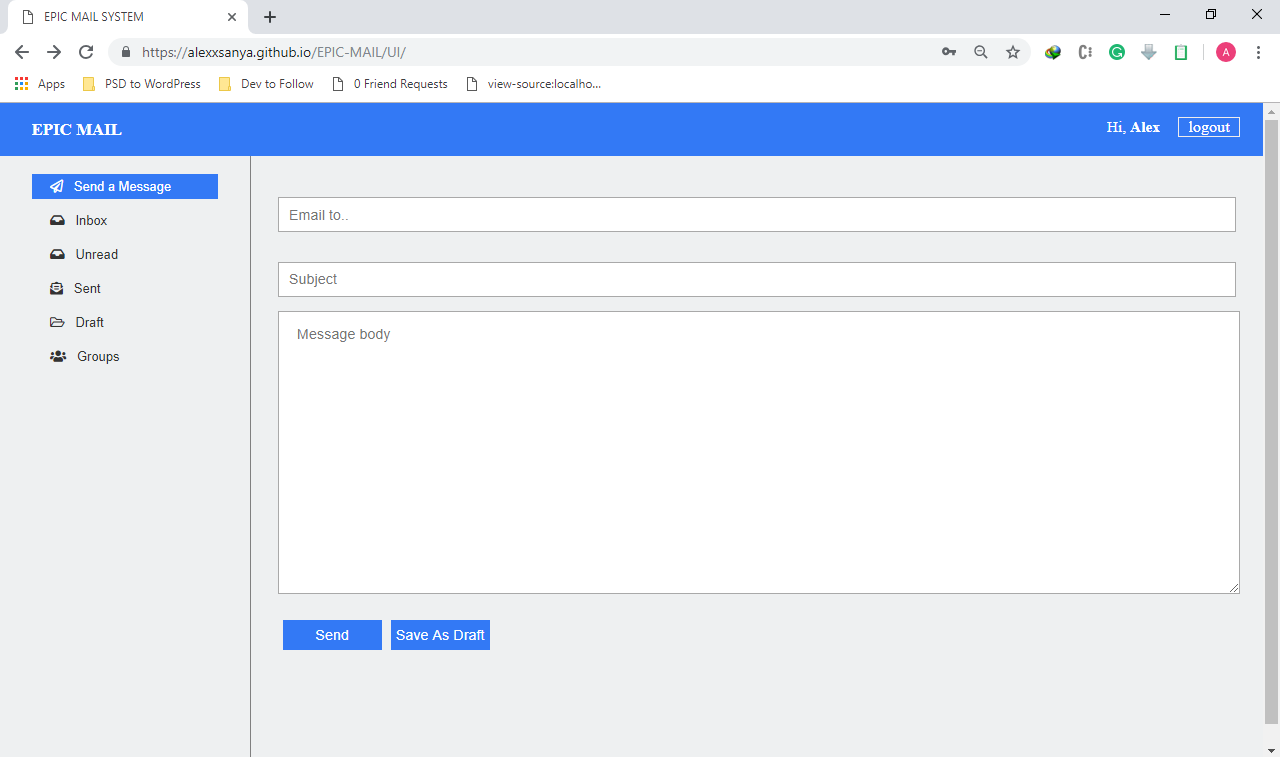 EPIC MAIL SYSTEM
https://alexxsanya.github.io/EPIC-MAIL/UI/
A
Apps PSD to WordPress Dev to Follow 0 Friend Requests view-source:localho...
EPIC MAIL
Hi, Alex logout
Send a Message
Inbox
Unread
Sent
Draft
Groups
Email to..
Subject
Message body
Send Save As Draft